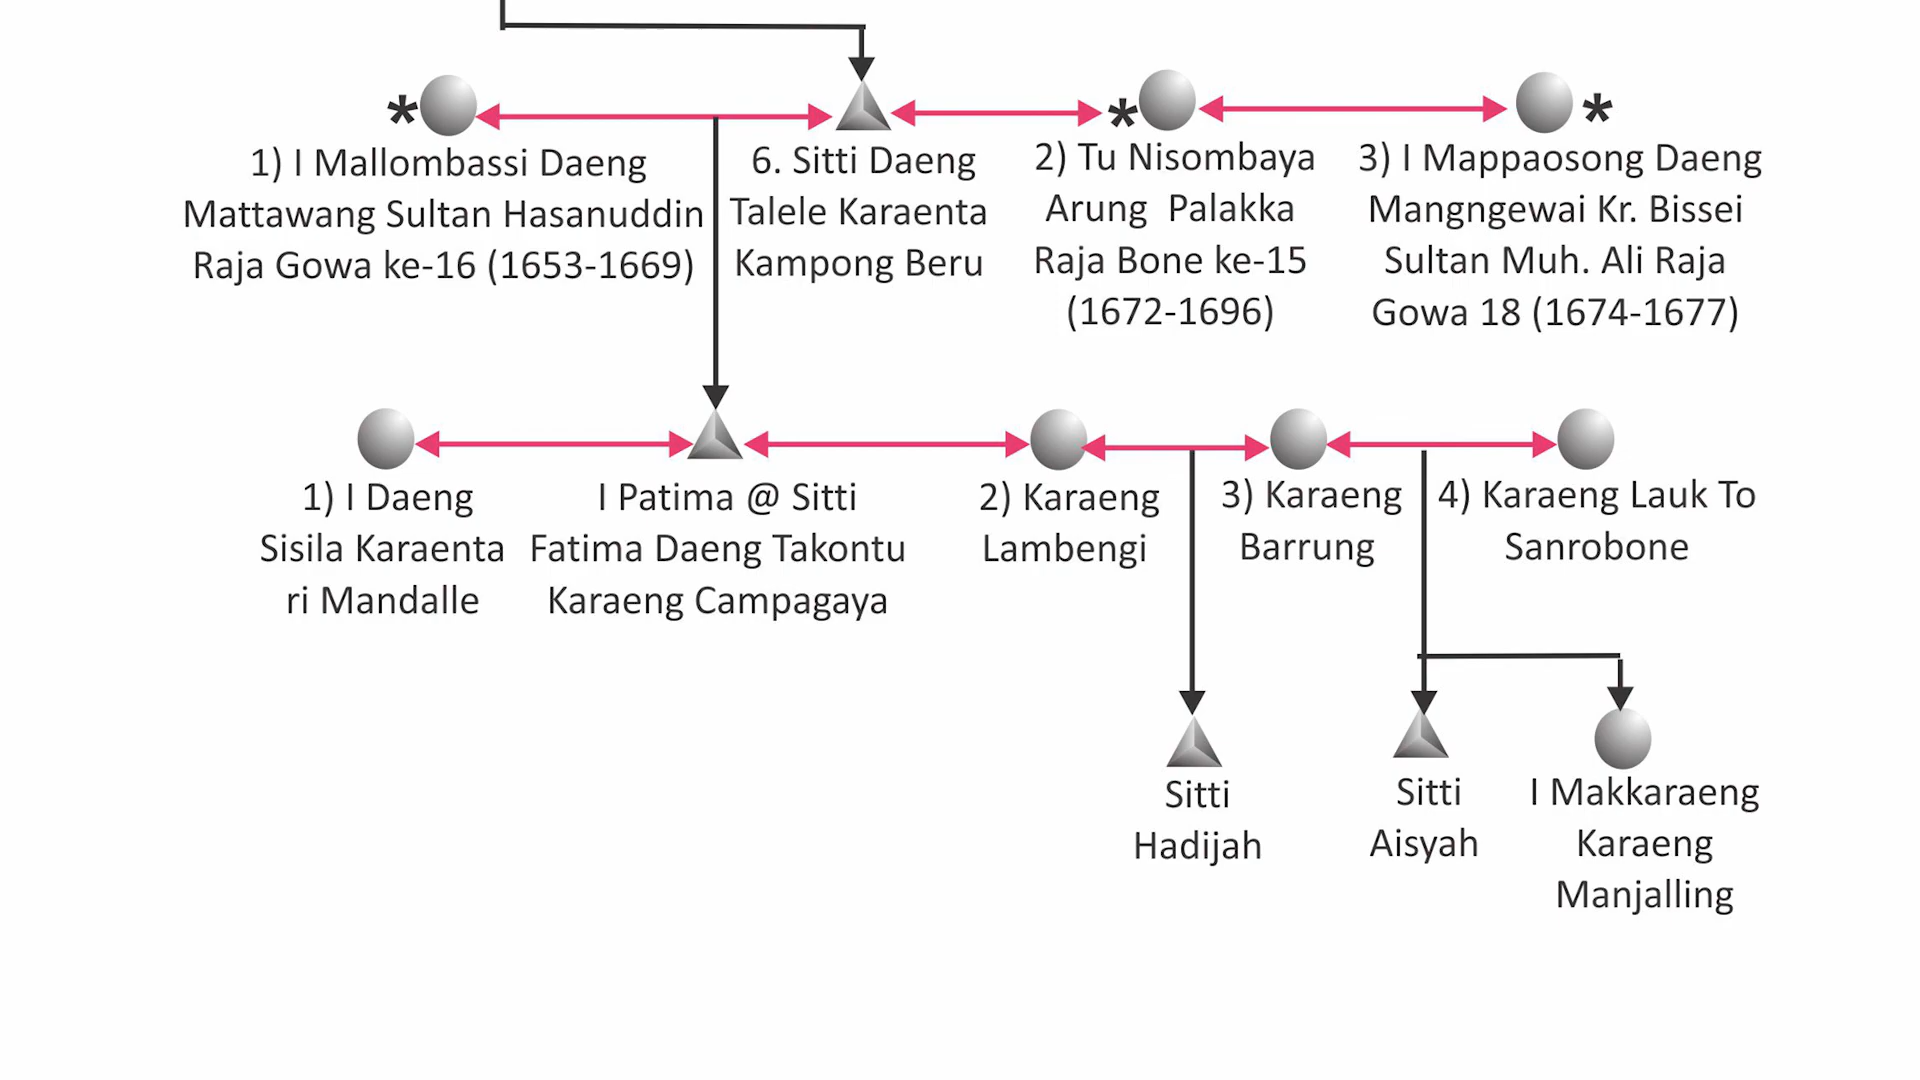 *
1) I Mallombassi Daeng
Mattawang Sultan Hasanuddin
Raja Gowa ke-16 (1653-1669)
6. Sitti Daeng
Talele Karaenta
Kampong Beru
*
2) Tu Nisombaya
Arung Palakka
Raja Bone ke-15
(1672-1696)
*
3) I Mappaosong Daeng
Mangngewai Kr. Bissei
Sultan Muh. Ali Raja
Gowa 18 (1674-1677)
1) I Daeng
Sisila Karaenta
ri Mandalle
I Patima @ Sitti
Fatima Daeng Takontu
Karaeng Campagaya
2) Karaeng
Lambengi
3) Karaeng
Barrung
4) Karaeng Lauk To
Sanrobone
Sitti
Hadijah
Sitti
Aisyah
I Makkaraeng
Karaeng
Manjalling